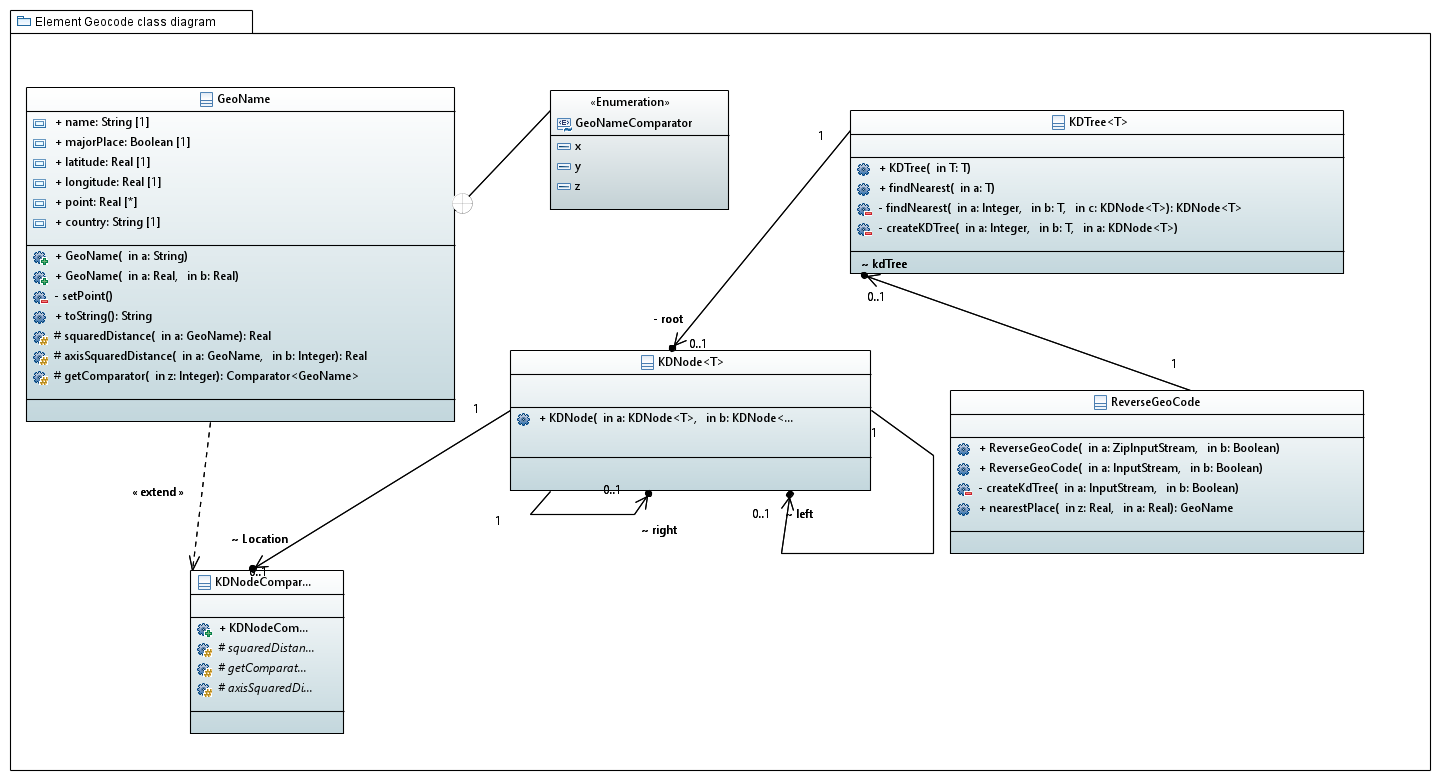 Element Geocode class diagram
GeoName
+ name: String [1]
+ majorPlace: Boolean [1]
+ latitude: Real [1]
+ longitude: Real [1]
+ point: Real [*]
+ country: String [1]
+ GeoName( in a: String)
+ GeoName( in a: Real, in b: Real)
- setPoint()
+ toString(): String
# squaredDistance( in a: GeoName): Real
# axisSquaredDistance( in a: GeoName, in b: Integer): Real
# getComparator( in z: Integer): Comparator<GeoName>
«Enumeration»
GeoNameComparator
x
y
z
KDTree<T>
+ KDTree( in T: T)
+ findNearest( in a: T)
- findNearest( in a: Integer, in b: T, in c: KDNode<T>): KDNode<T>
- createKDTree( in a: Integer, in b: T, in a: KDNode<T>)
~ kdTree
0..1
1
1
- root
0..1
KDNode<T>
+ KDNode( in a: KDNode<T>, in b: KDNode<...
1
1
0..1
1
~ right
0..1
~ left
ReverseGeoCode
+ ReverseGeoCode( in a: ZipInputStream, in b: Boolean)
+ ReverseGeoCode( in a: InputStream, in b: Boolean)
- createKdTree( in a: InputStream, in b: Boolean)
+ nearestPlace( in z: Real, in a: Real): GeoName
« extend »
~ Location
0..1
KDNodeCompar...
+ KDNodeCom...
# squaredDistan...
# getComparat...
# axisSquaredDi...